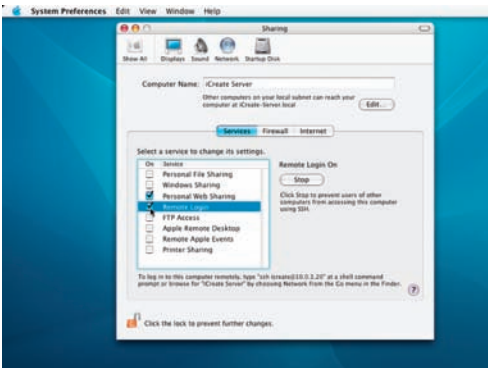 System Preferences Edit View Window Help
Sharing
Show All Displays Sound Network Startup Disk
Computer Name: iCreate Server
Other computers on your local subnet can reach your
computer at iCreate-Server.local
Edit...
Services Firewall Internet
Select a service to change its settings.
On Service
Personal File Sharing
Windows Sharing
Personal Web Sharing
Remote Login
FTP Access
Apple Remote Desktop
Remote Apple Events
Printer Sharing
Remote Login On
Stop
Click Stop to prevent users of other
computers from accessing this computer
using SSH.
To log in to this computer remotely, type "ssh icreate@10.0.3.20" at a shell command
prompt or browse for "iCreate Server" by choosing Network from the Go menu in the Finder.
?
Click the lock to prevent further changes.